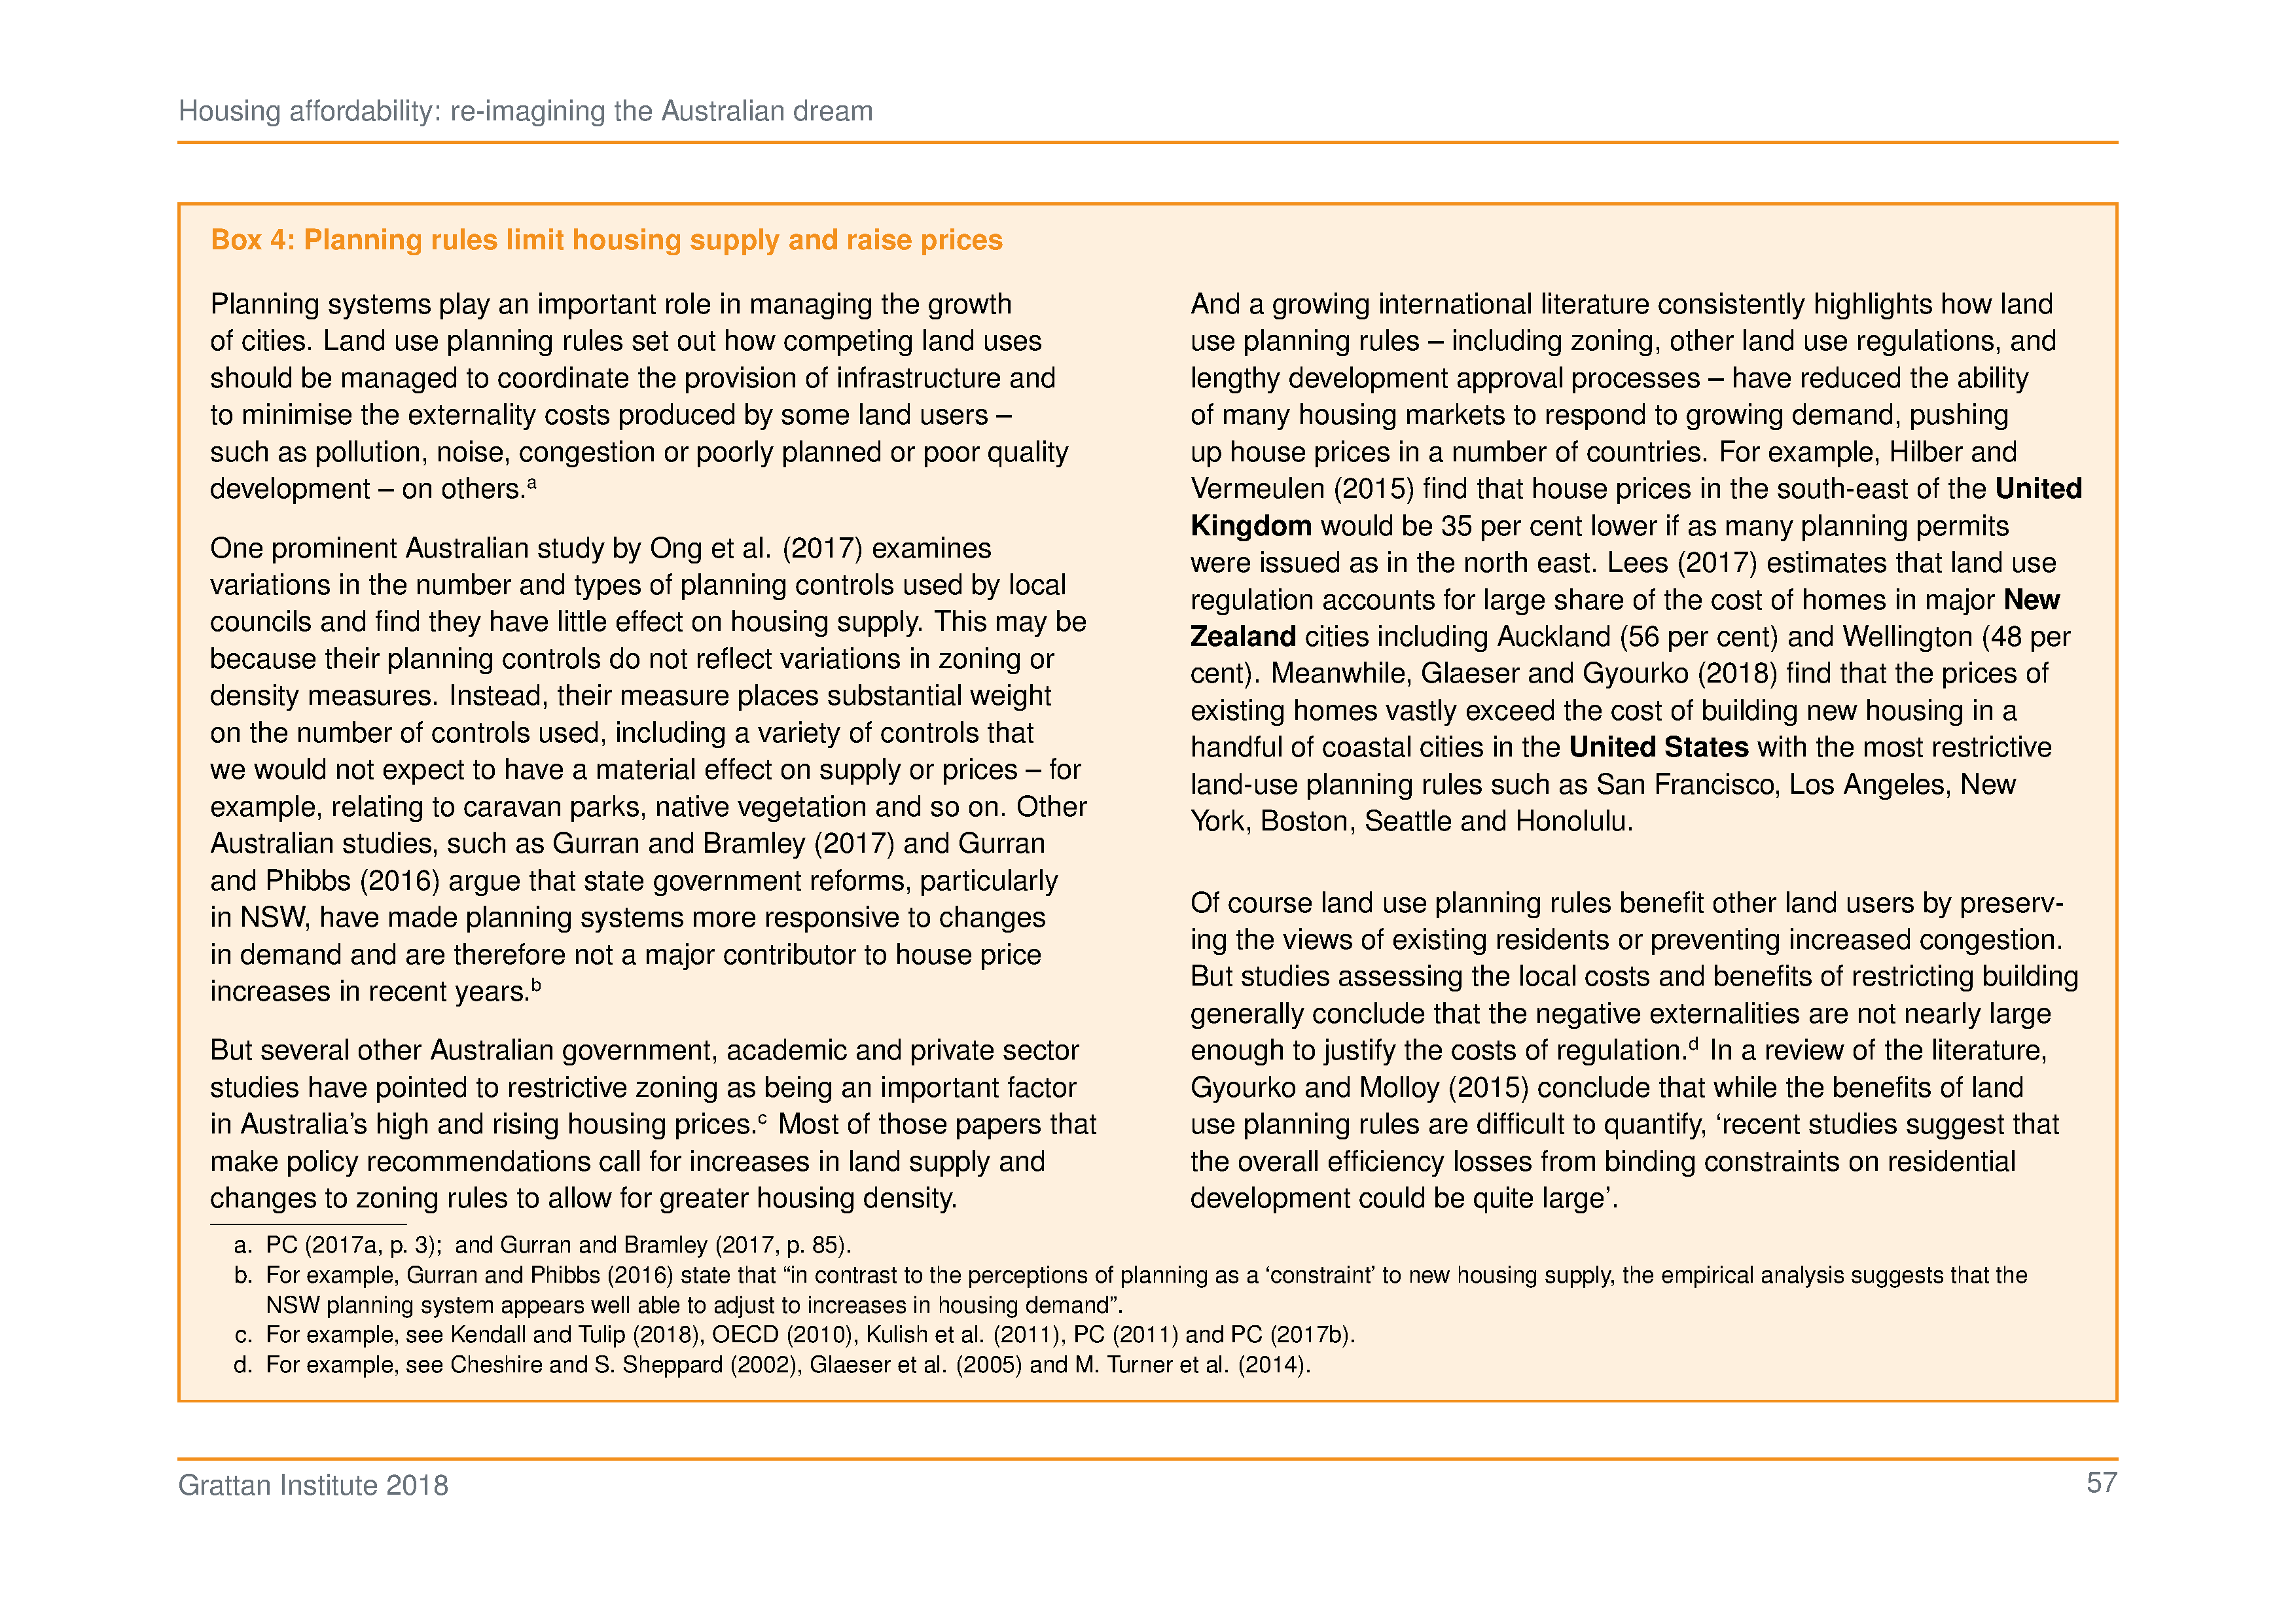 Housing affordability: re-imagining the Australian dream
Box 4: Planning rules limit housing supply and raise prices
Planning systems play an important role in managing the growth
of cities. Land use planning rules set out how competing land uses
should be managed to coordinate the provision of infrastructure and
to minimise the externality costs produced by some land users –
such as pollution, noise, congestion or poorly planned or poor quality
development – on others.a
One prominent Australian study by Ong et al. (2017) examines
variations in the number and types of planning controls used by local
councils and find they have little effect on housing supply. This may be
because their planning controls do not reflect variations in zoning or
density measures. Instead, their measure places substantial weight
on the number of controls used, including a variety of controls that
we would not expect to have a material effect on supply or prices – for
example, relating to caravan parks, native vegetation and so on. Other
Australian studies, such as Gurran and Bramley (2017) and Gurran
and Phibbs (2016) argue that state government reforms, particularly
in NSW, have made planning systems more responsive to changes
in demand and are therefore not a major contributor to house price
increases in recent years.b
But several other Australian government, academic and private sector
studies have pointed to restrictive zoning as being an important factor
in Australia's high and rising housing prices.c Most of those papers that
make policy recommendations call for increases in land supply and
changes to zoning rules to allow for greater housing density.
And a growing international literature consistently highlights how land
use planning rules – including zoning, other land use regulations, and
lengthy development approval processes – have reduced the ability
of many housing markets to respond to growing demand, pushing
up house prices in a number of countries. For example, Hilber and
Vermeulen (2015) find that house prices in the south-east of the United
Kingdom would be 35 per cent lower if as many planning permits
were issued as in the north east. Lees (2017) estimates that land use
regulation accounts for large share of the cost of homes in major New
Zealand cities including Auckland (56 per cent) and Wellington (48 per
cent). Meanwhile, Glaeser and Gyourko (2018) find that the prices of
existing homes vastly exceed the cost of building new housing in a
handful of coastal cities in the United States with the most restrictive
land-use planning rules such as San Francisco, Los Angeles, New
York, Boston, Seattle and Honolulu.
Of course land use planning rules benefit other land users by preserv-
ing the views of existing residents or preventing increased congestion.
But studies assessing the local costs and benefits of restricting building
generally conclude that the negative externalities are not nearly large
enough to justify the costs of regulation.d In a review of the literature,
Gyourko and Molloy (2015) conclude that while the benefits of land
use planning rules are difficult to quantify, ‘recent studies suggest that
the overall efficiency losses from binding constraints on residential
development could be quite large’.
a. PC (2017a, p. 3); and Gurran and Bramley (2017, p. 85).
b. For example, Gurran and Phibbs (2016) state that “in contrast to the perceptions of planning as a ‘constraint’ to new housing supply, the empirical analysis suggests that the
NSW planning system appears well able to adjust to increases in housing demand”.
c. For example, see Kendall and Tulip (2018), OECD (2010), Kulish et al. (2011), PC (2011) and PC (2017b).
d. For example, see Cheshire and S. Sheppard (2002), Glaeser et al. (2005) and M. Turner et al. (2014).
Grattan Institute 2018
57